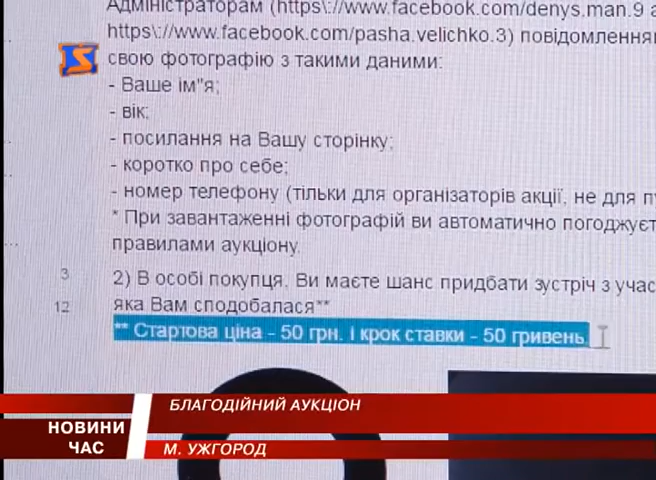 Адміністраторам (https\://www.facebook.com/denys.man.9 а
https\://www.facebook.com/pasha.velichko.3) повідомлення
свою фотографію з такими даними:
- Ваше ім"я;
- вік;
- посилання на Вашу сторінку;
- коротко про себе;
- номер телефону (тільки для організаторів акції, не для пу
* При завантаженні фотографій ви автоматично погоджуєт
правилами аукціону.
3
2) В особі покупця. Ви маєте шанс придбати зустріч з учас
12
яка Вам сподобалася**
** Стартова ціна - 50 грн. І крок ставки - 50 гривень.
БЛАГОДІЙНИЙ АУКЦІОН
НОВИНИ
ЧАС
М. УЖГОРОД